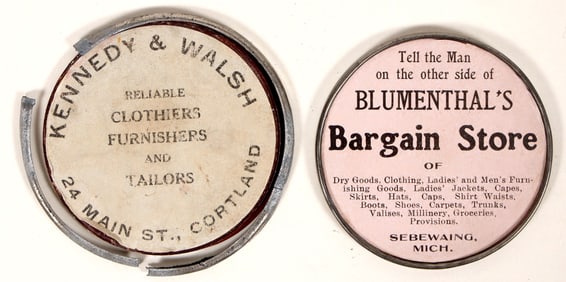 KENNEDY & WALSH
RELIABLE
CLOTHIERS
FURNISHERS
AND
TAILORS
24 MAIN ST., CORTLAND
Tell the Man
on the other side of
BLUMENTHAL'S
Bargain Store
OF
Dry Goods, Clothing, Ladies' and Men's Furn-
ishing Goods, Ladies' Jackets, Capes,
Skirts, Hats, Caps, Shirt Waists,
Boots, Shoes, Carpets, Trunks,
Valises, Millinery, Groceries,
Provisions.
SEBEWAING,
MICH.